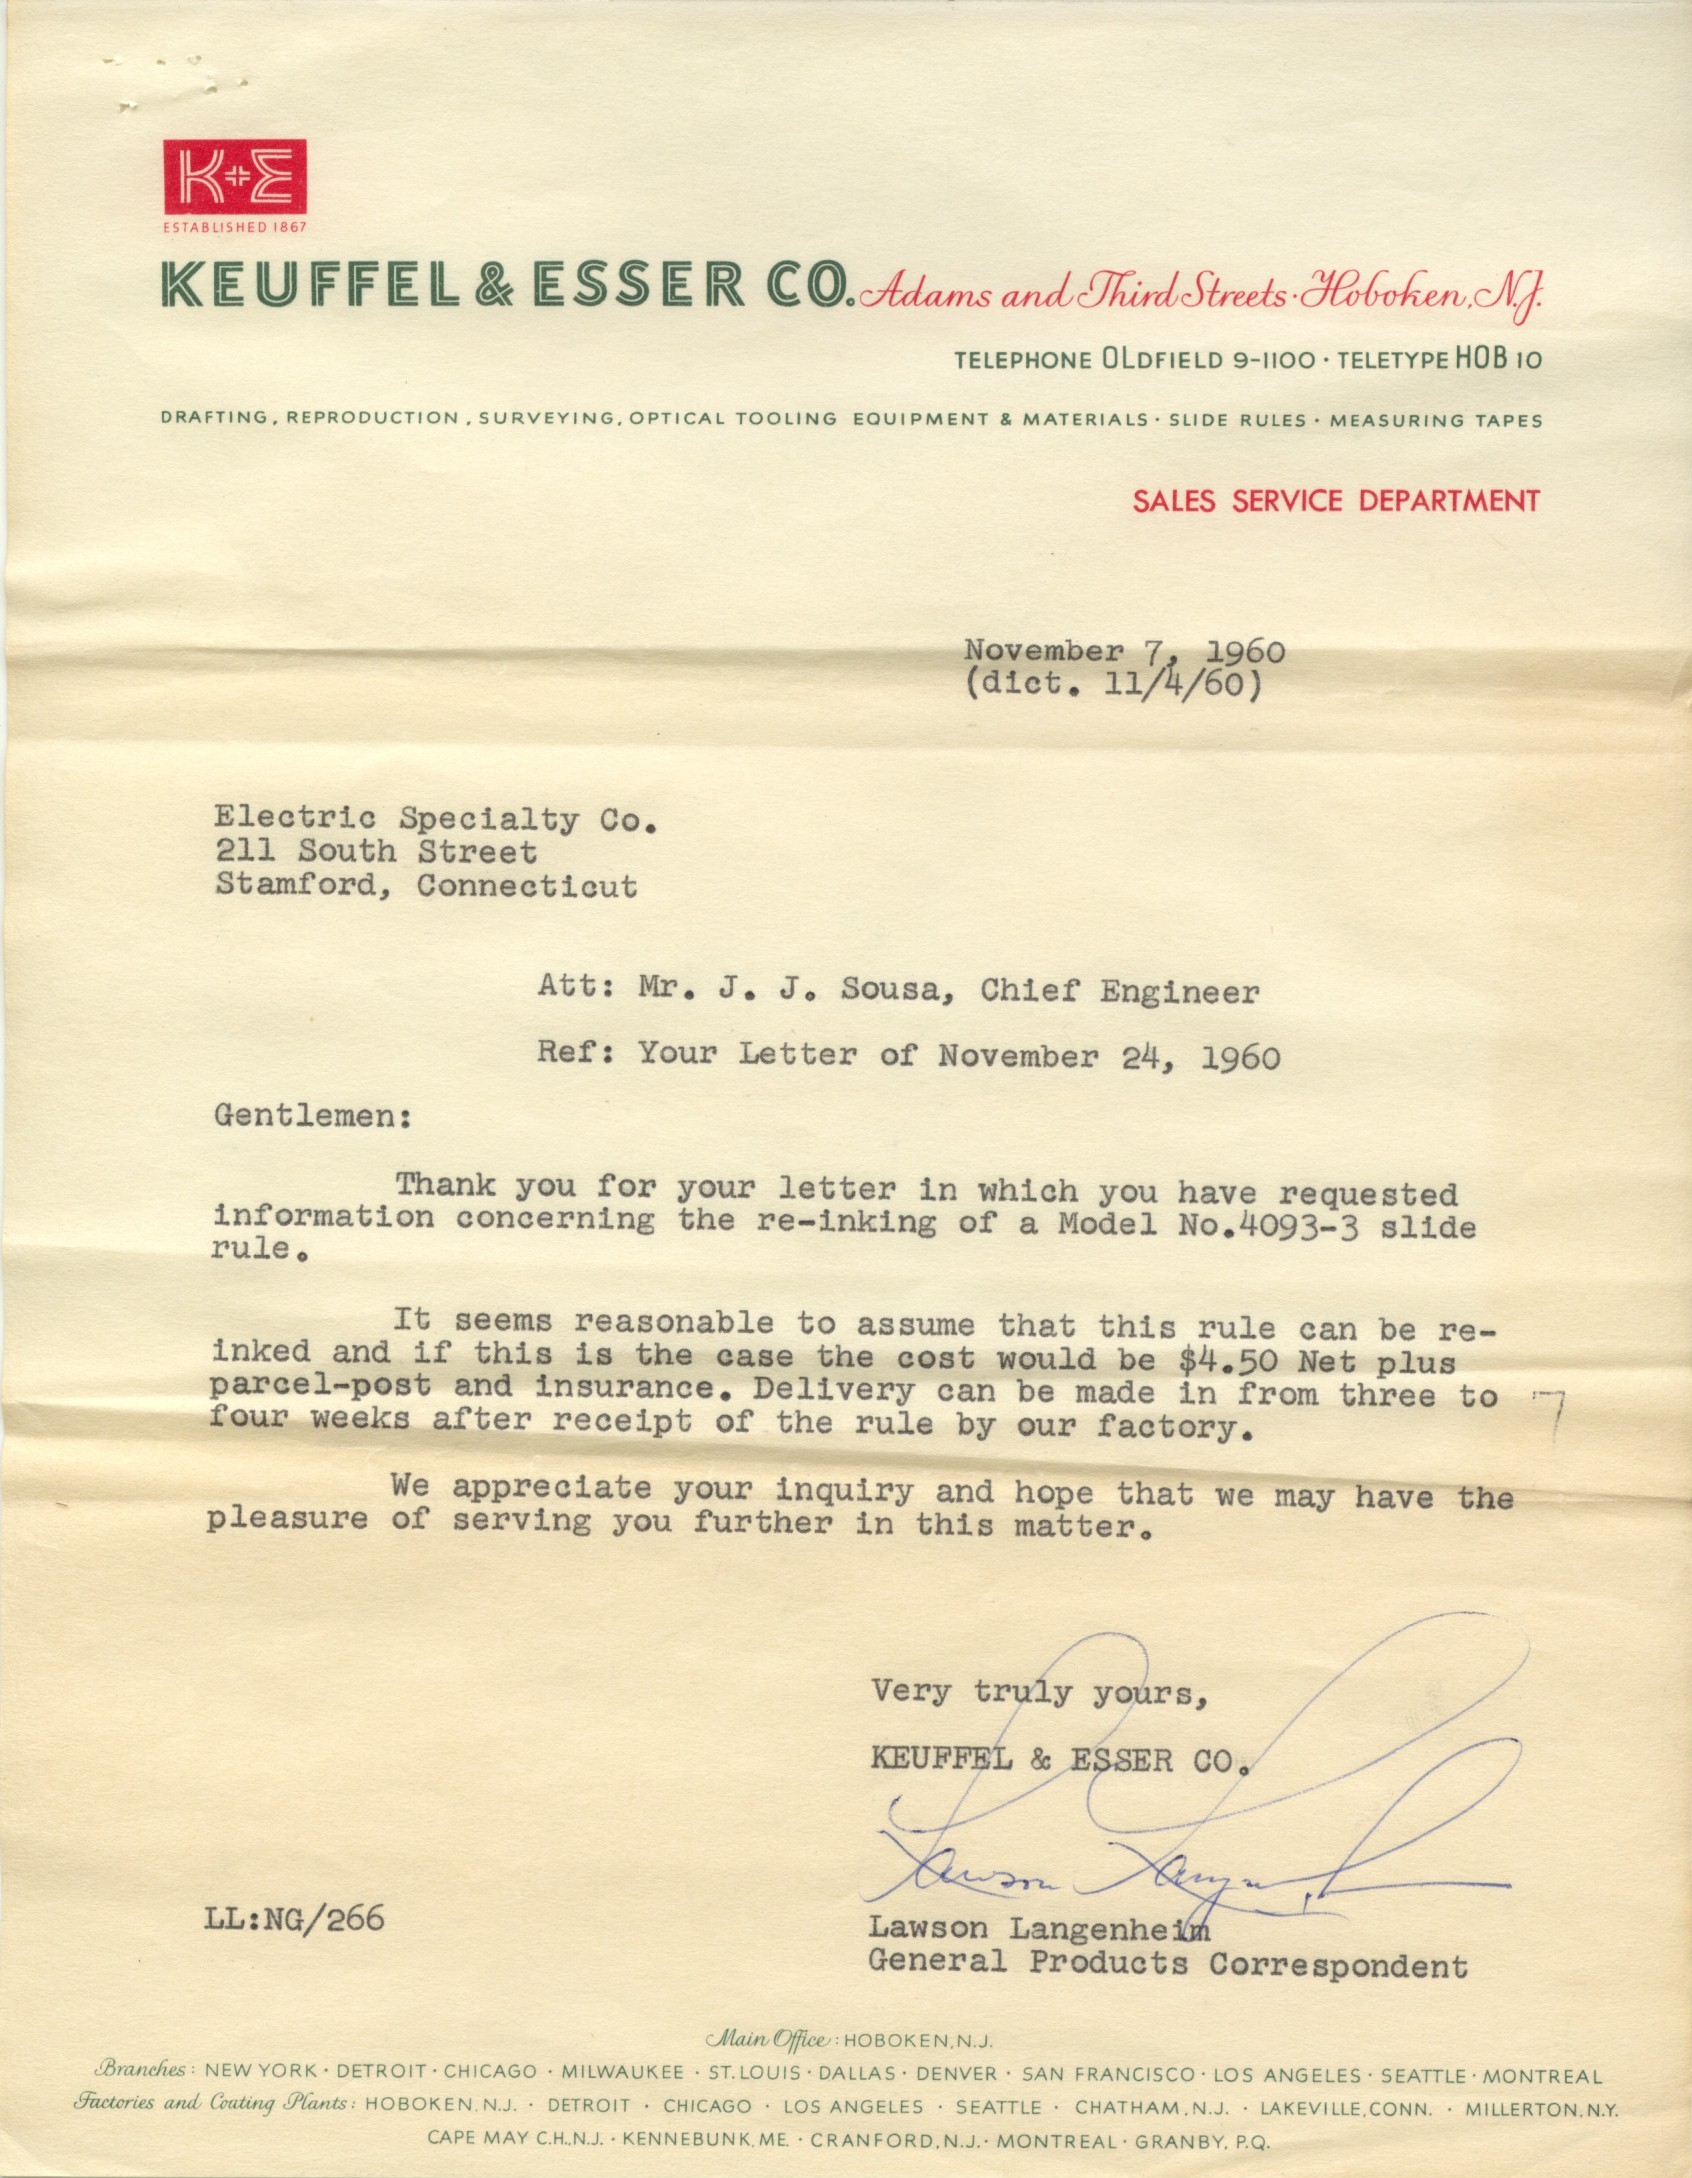 K+E
ESTABLISHED 1867
KEUFFEL & ESSER CO. Adams and Third Streets · Hoboken, N.J.
TELEPHONE OLDFIELD 9-1100 · TELETYPE HOB 10
DRAFTING, REPRODUCTION, SURVEYING, OPTICAL TOOLING EQUIPMENT & MATERIALS · SLIDE RULES · MEASURING TAPES
SALES SERVICE DEPARTMENT
November 7, 1960
(dict. 11/4/60)
Electric Specialty Co.
211 South Street
Stamford, Connecticut
Att: Mr. J. J. Sousa, Chief Engineer
Ref: Your Letter of November 24, 1960
Gentlemen:
Thank you for your letter in which you have requested
information concerning the re-inking of a Model No.4093-3 slide
rule.
It seems reasonable to assume that this rule can be re-
inked and if this is the case the cost would be $4.50 Net plus
parcel-post and insurance. Delivery can be made in from three to
four weeks after receipt of the rule by our factory.
We appreciate your inquiry and hope that we may have the
pleasure of serving you further in this matter.
Very truly yours,
KEUFFEL & ESSER CO.
Lawson Langenheim
LL:NG/266
Lawson Langenheim
General Products Correspondent
Main Office: HOBOKEN, N.J.
Branches: NEW YORK · DETROIT · CHICAGO · MILWAUKEE · ST. LOUIS · DALLAS · DENVER · SAN FRANCISCO · LOS ANGELES · SEATTLE · MONTREAL
Factories and Coating Plants: HOBOKEN, N.J. · DETROIT · CHICAGO · LOS ANGELES · SEATTLE · CHATHAM, N.J. · LAKEVILLE, CONN. · MILLERTON, N.Y.
CAPE MAY C.H., N.J. · KENNEBUNK, ME. · CRANFORD, N.J. · MONTREAL · GRANBY, P.Q.